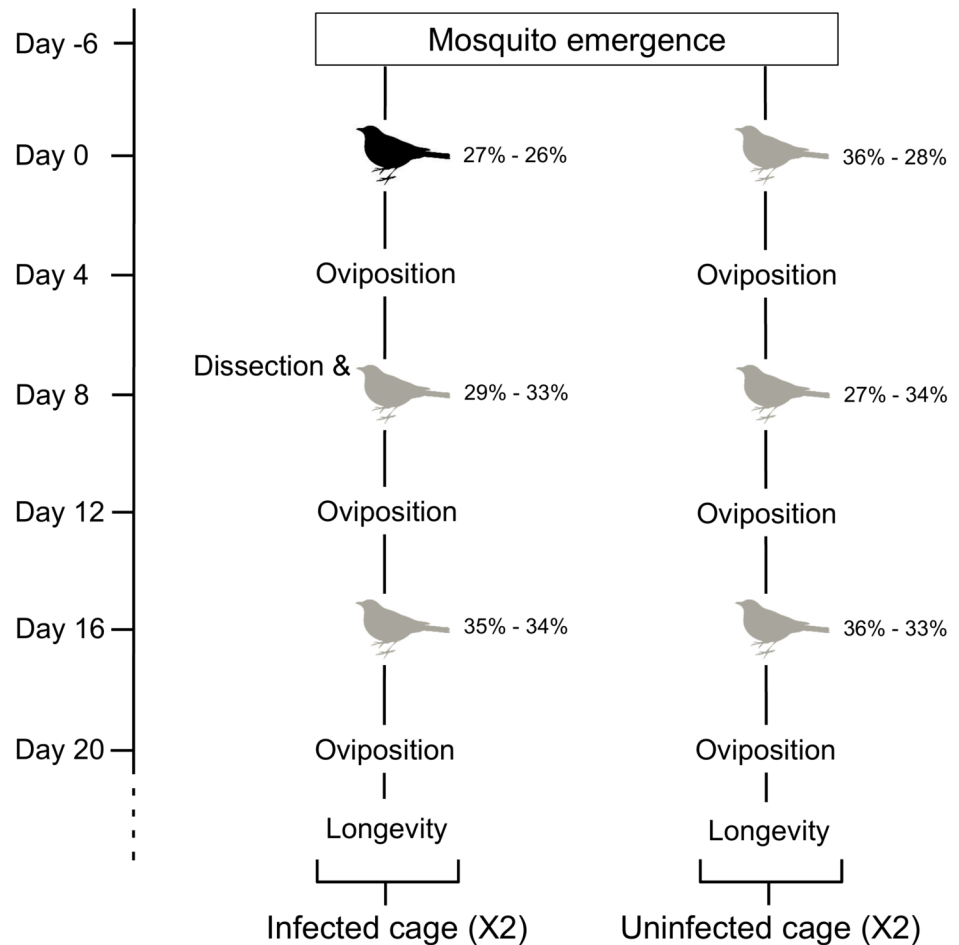 Day -6
Mosquito emergence
Day 0
27% - 26%
36% - 28%
Day 4
Oviposition
Oviposition
Dissection &
Day 8
29% - 33%
27% - 34%
Day 12
Oviposition
Oviposition
Day 16
35% - 34%
36% - 33%
Day 20
Oviposition
Oviposition
Longevity
Longevity
Infected cage (X2)
Uninfected cage (X2)